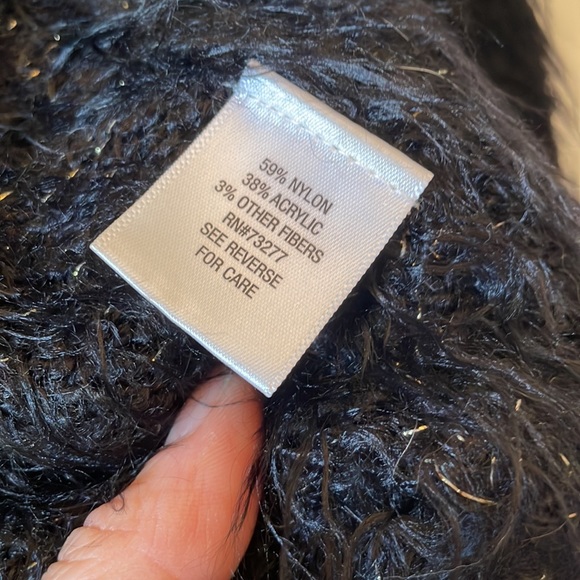 59% NYLON
38% ACRYLIC
3% OTHER FIBERS
RN#73277
SEE REVERSE
FOR CARE